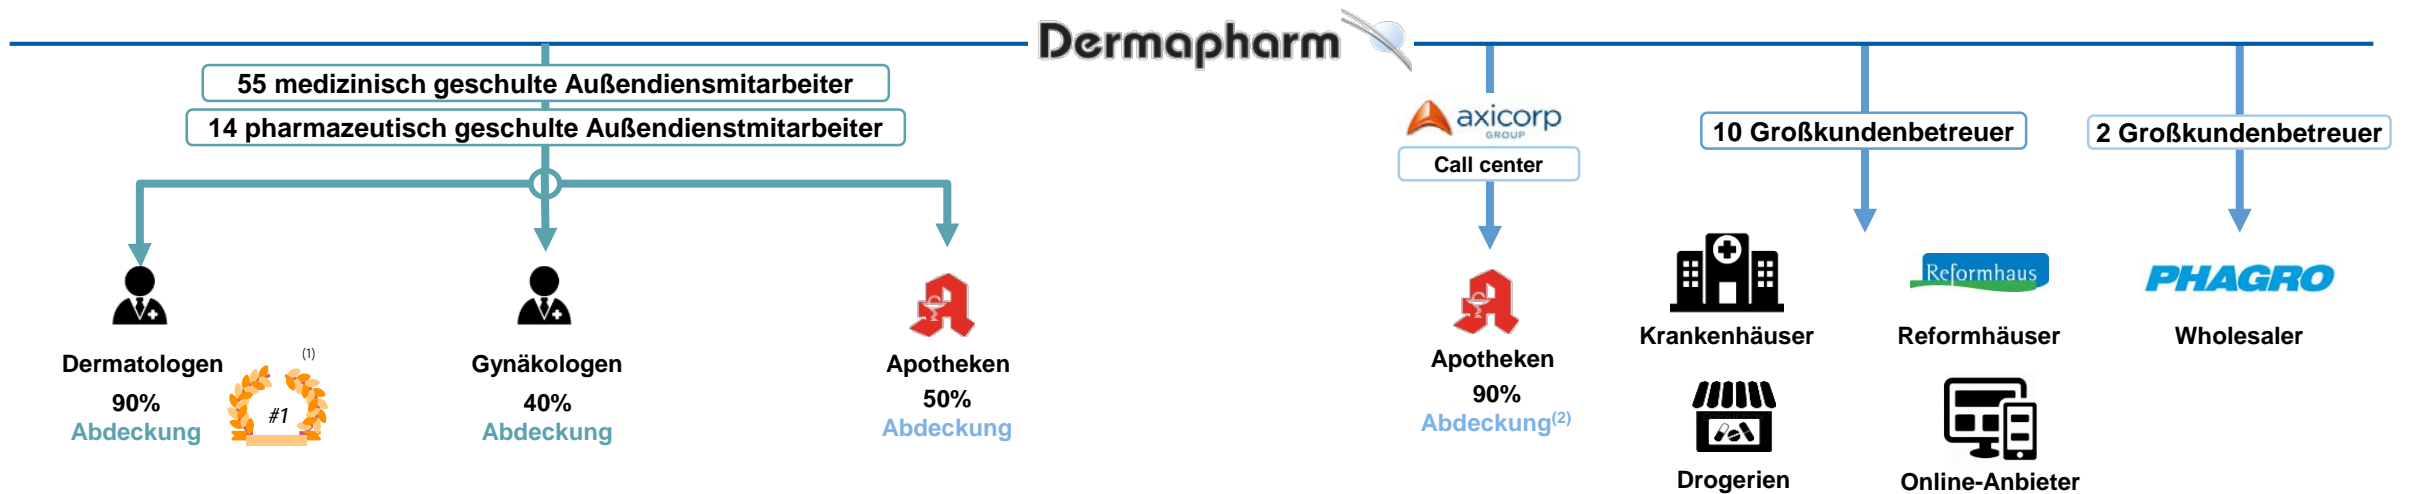 Dermapharm
55 medizinisch geschulte Außendiensmitarbeiter
14 pharmazeutisch geschulte Außendienstmitarbeiter
axicorp
GROUP
Call center
10 Großkundenbetreuer
2 Großkundenbetreuer
Dermatologen
90%
Abdeckung
(1)
#1
Gynäkologen
40%
Abdeckung
Apotheken
50%
Abdeckung
Apotheken
90%
Abdeckung(2)
Krankenhäuser
Reformhaus
Reformhäuser
PHAGRO
Wholesaler
Drogerien
Online-Anbieter